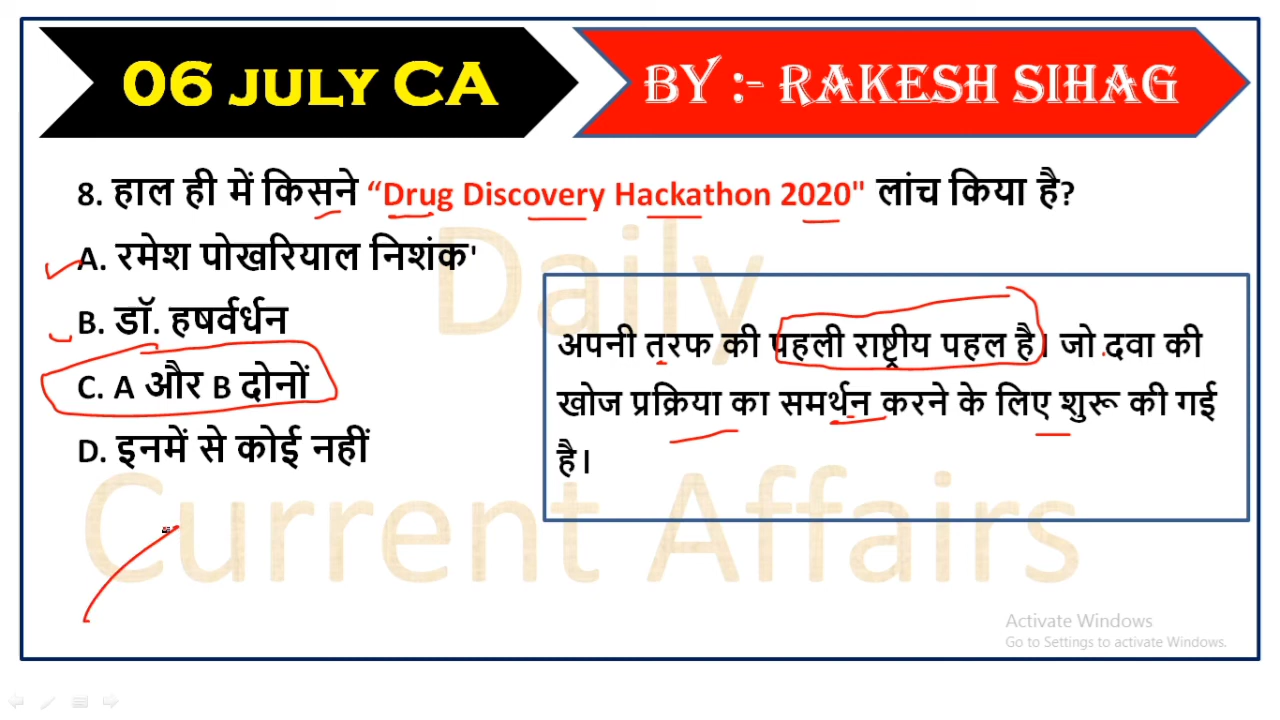 06 JULY CA
BY :- RAKESH SIHAG
8. हाल ही में किसने “Drug Discovery Hackathon 2020" लांच किया है?
A. रमेश पोखरियाल निशंक'
B. डॉ. हषवर्धन
C. A और B दोनों
D. इनमें से कोई नहीं
अपनी तरफ की पहली राष्ट्रीय पहल है। जो दवा की
खोज प्रक्रिया का समर्थन करने के लिए शुरू की गई
है।
Daily
Current Affairs
Activate Windows
Go to Settings to activate Windows.